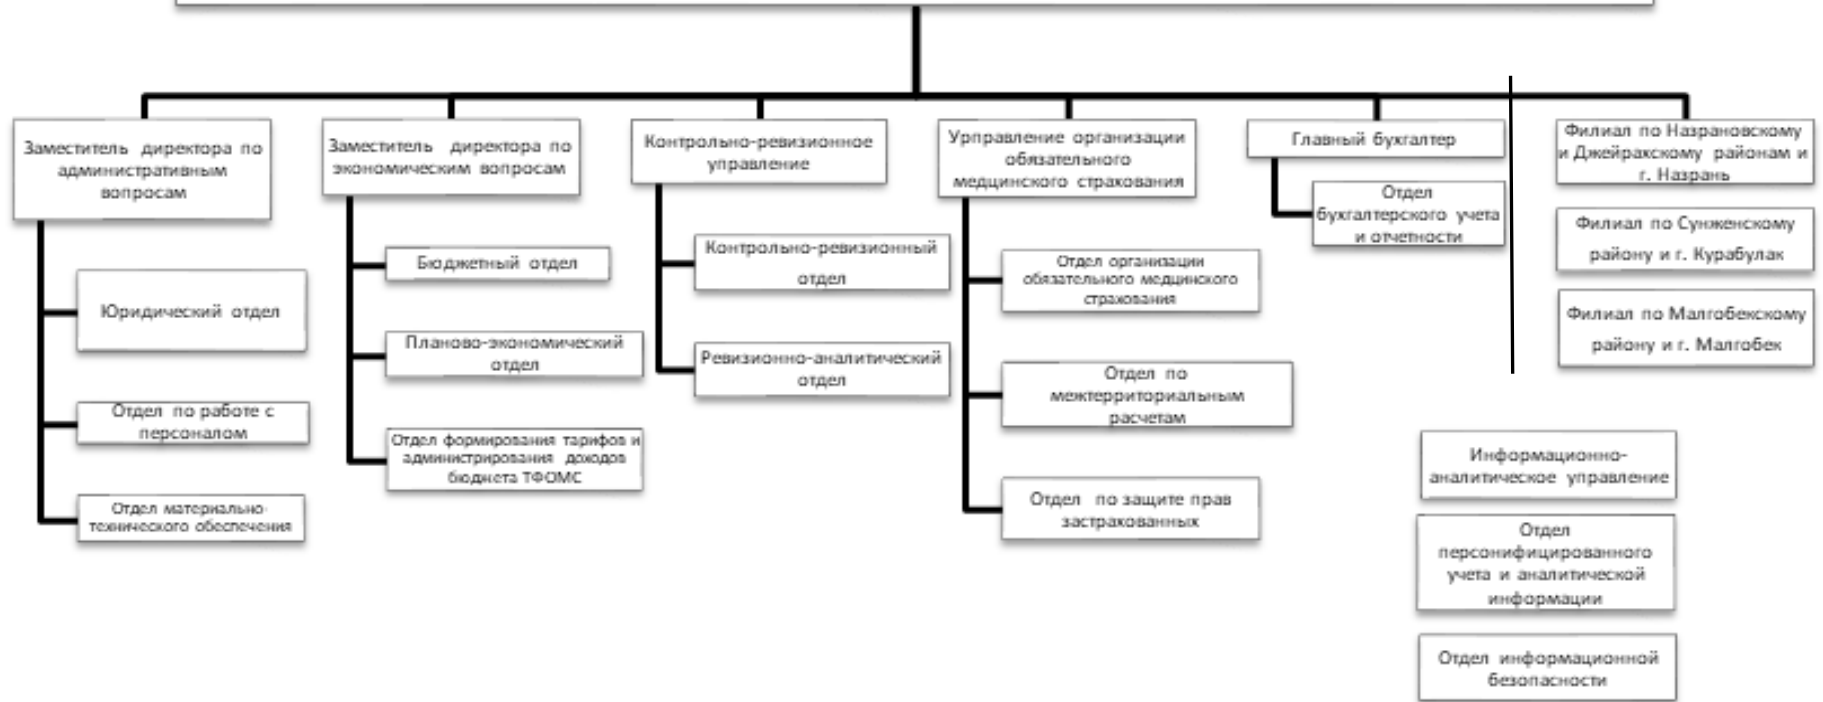 Заместитель директора по
административным
вопросам
Юридический отдел
Отдел по работе с
персоналом
Отдел материально-
технического обеспечения
Заместитель директора по
экономическим вопросам
Бюджетный отдел
Планово-экономический
отдел
Отдел формирования тарифов и
администрирования доходов
бюджета ТФОМС
Контрольно-ревизионное
управление
Контрольно-ревизионный
отдел
Ревизионно-аналитический
отдел
Урправление организации
обязательного
медцинского страхования
Отдел организации
обязательного медцинского
страхования
Отдел по
межтерриториальным
расчетам
Отдел по защите прав
застрахованных
Главный бухгалтер
Отдел
бухгалтерского учета
и отчетности
Филиал по Назрановскому
и Джейрахскому районам и
г. Назрань
Филиал по Сунженскому
району и г. Курабулак
Филиал по Малгобекскому
району и г. Малгобек
Информационно-
аналитическое управление
Отдел
персонифицированного
учета и аналитической
информации
Отдел информационной
безопасности